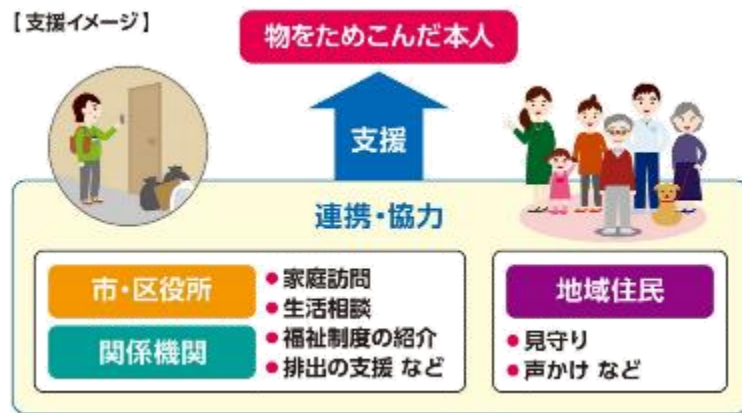 【支援イメージ】
物をためこんだ本人
支援
連携・協力
市・区役所
関係機関
●家庭訪問
●生活相談
●福祉制度の紹介
●排出の支援 など
地域住民
●見守り
●声かけ など